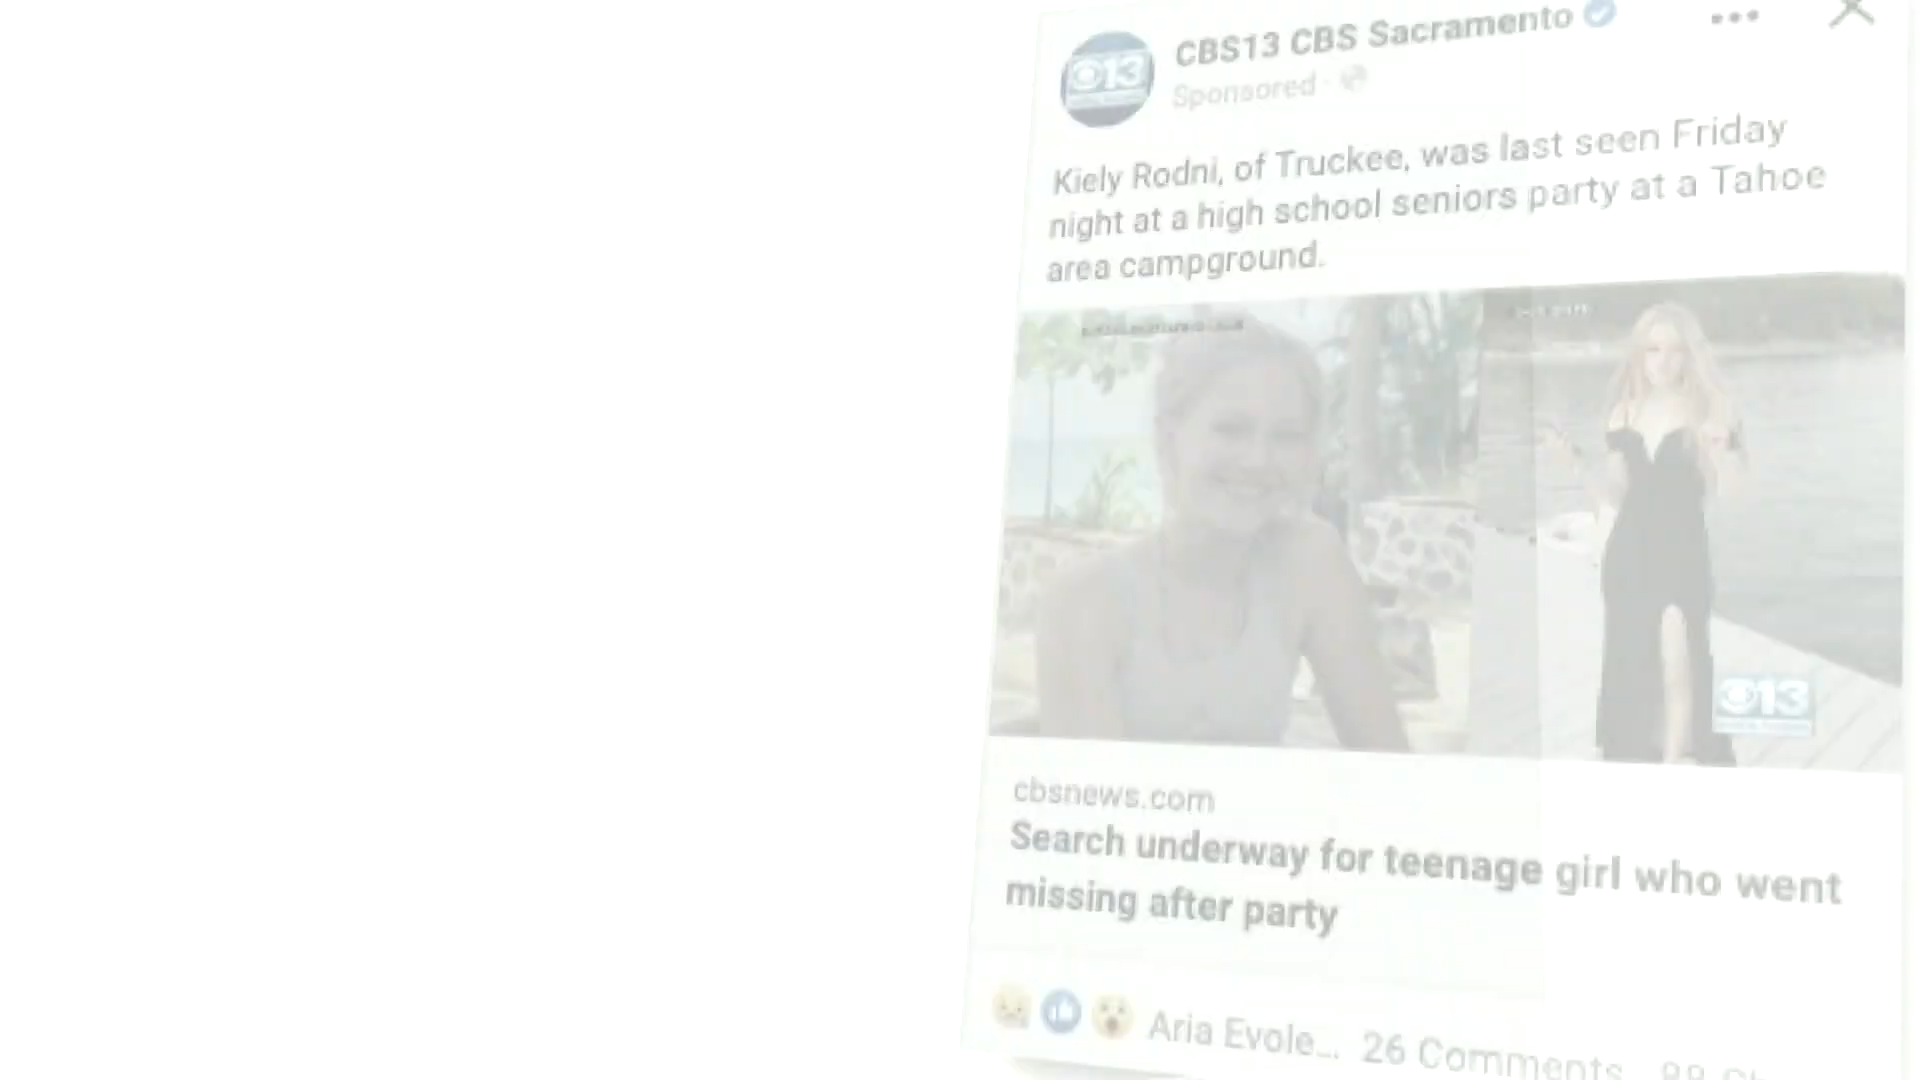 CBS13 CBS Sacramento
Sponsored ·
Kiely Rodni, of Truckee, was last seen Friday
night at a high school seniors party at a Tahoe
area campground.
13
13
cbsnews.com
Search underway for teenage girl who went
missing after party
Aria Evole... 26 Comments